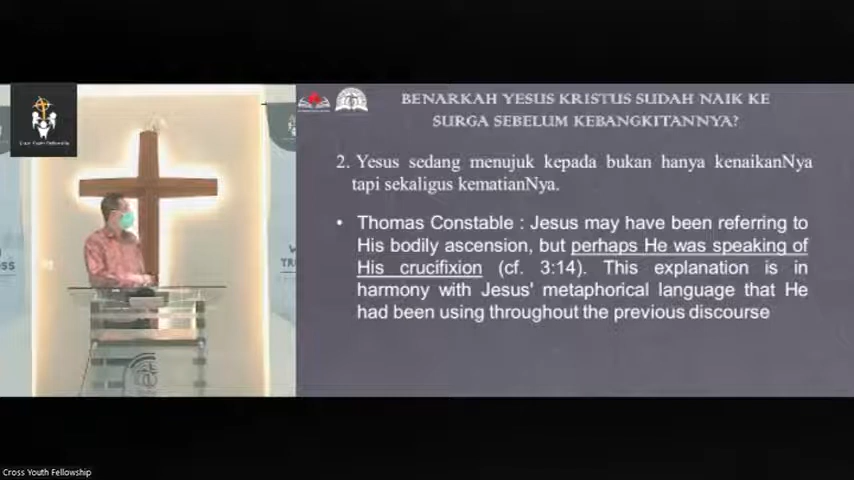 Cross Youth Fellowship
BENARKAH YESUS KRISTUS SUDAH NAIK KE
SURGA SEBELUM KEBANGKITANNYA?
2. Yesus sedang menujuk kepada bukan hanya kenaikanNya
tapi sekaligus kematianNya.
• Thomas Constable : Jesus may have been referring to
His bodily ascension, but perhaps He was speaking of
His crucifixion (cf. 3:14). This explanation is in
harmony with Jesus' metaphorical language that He
had been using throughout the previous discourse
Cross Youth Fellowship